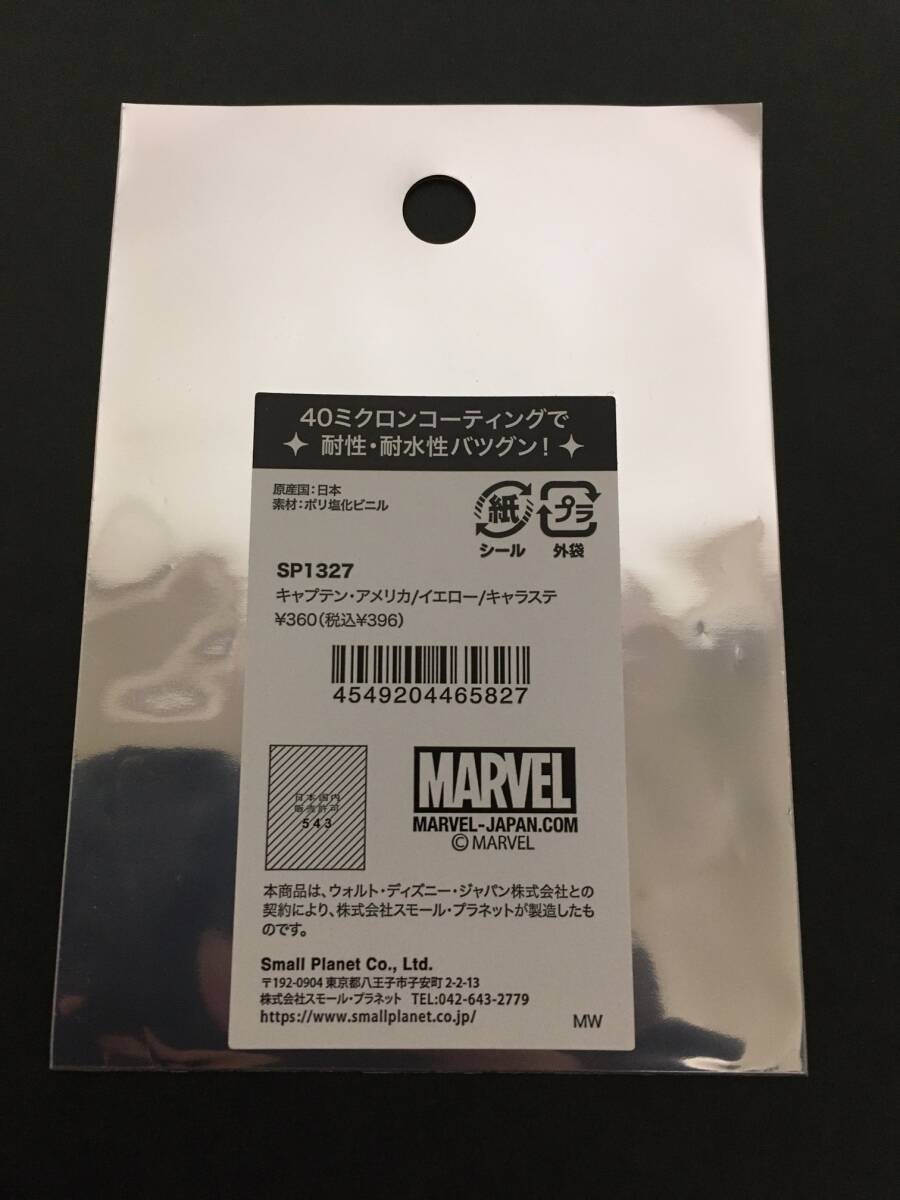 40ミクロンコーティングで
耐性・耐水性バツグン!
原産国:日本
素材:ポリ塩化ビニル
紙
シール
プラ
外袋
SP1327
キャプテン・アメリカ/イエロー/キャラステ
¥360(税込¥396)
4549204465827
日本国内
販売許可
543
MARVEL
MARVEL-JAPAN.COM
©MARVEL
本商品は、ウォルト・ディズニー・ジャパン株式会社との
契約により、株式会社スモール・プラネットが製造したも
のです。
Small Planet Co., Ltd.
〒192-0904 東京都八王子市子安町 2-2-13
株式会社スモール・プラネット TEL:042-643-2779
https://www.smallplanet.co.jp/
MW